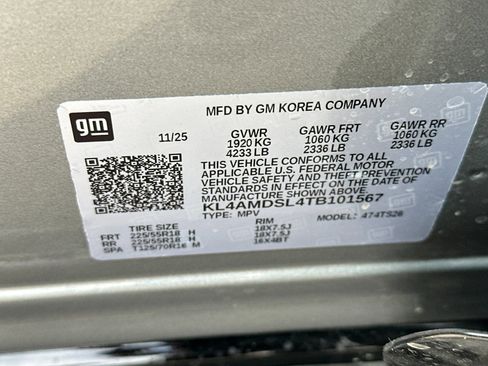 MFD BY GM KOREA COMPANY
gm
11/25 GVWR GAWR FRT GAWR RR
1920 KG 1060 KG 1060 KG
4233 LB 2336 LB 2336 LB
THIS VEHICLE CONFORMS TO ALL
APPLICABLE U.S. FEDERAL MOTOR
VEHICLE SAFETY AND THEFT PREVENTION
STANDARDS IN EFFECT ON THE DATE OF
MANUFACTURE SHOWN ABOVE.
KL4AMDSL4TB101567
TYPE: MPV MODEL: 474TS26
TIRE SIZE RIM
FRT 225/55R18 H 18X7.5J
RR 225/55R18 H 18X7.5J
SPA T125/70R16 M 16X4BT